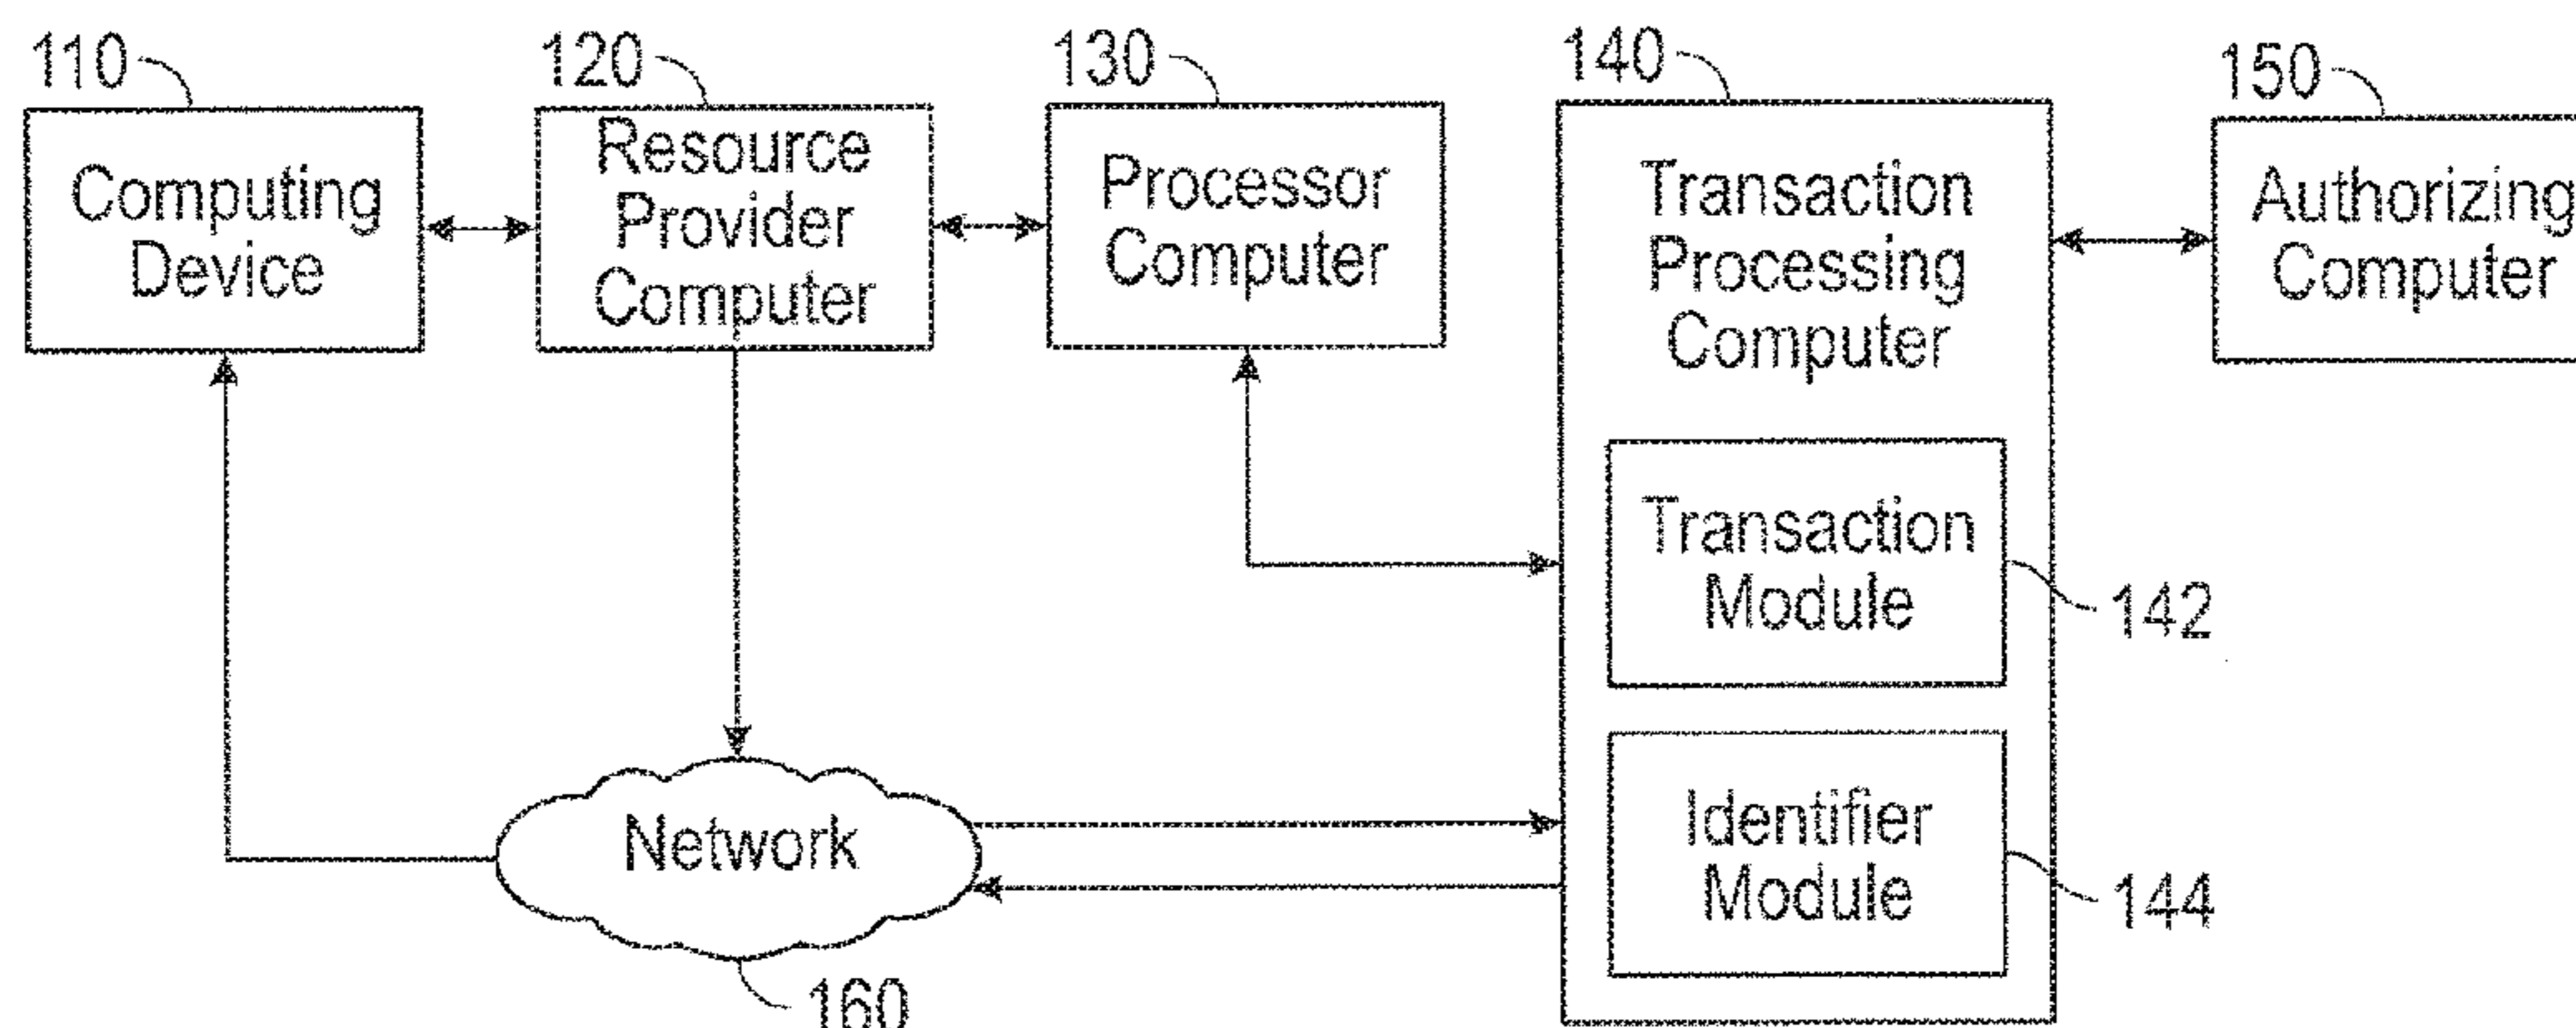 110
120
130
140
150
Computing
Device
Resource
Provider
Computer
Processor
Computer
Transaction
Processing
Computer
Authorizing
Computer
Transaction
Module
142
Network
Identifier
Module
144
160